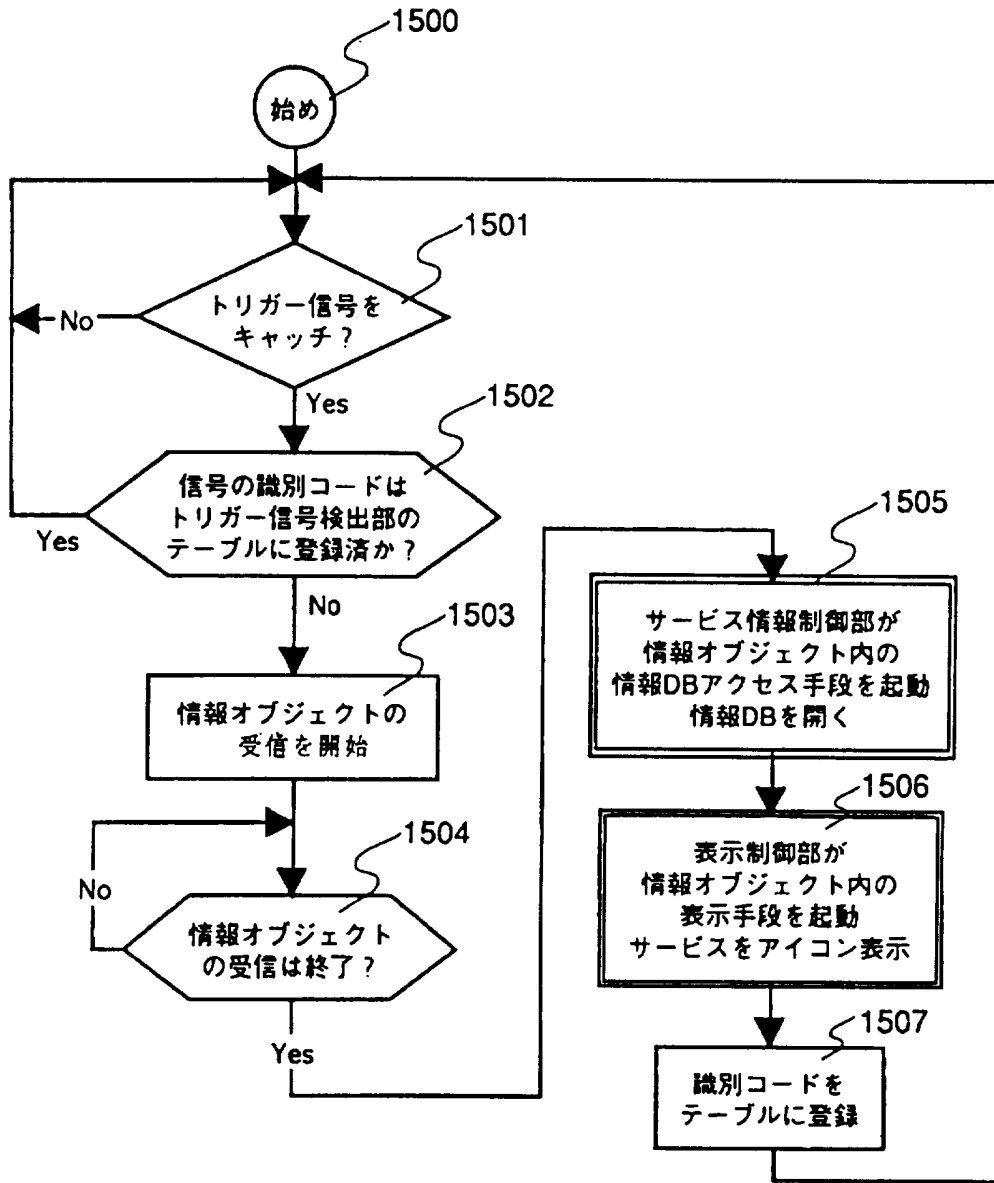 1500
始め
1501
トリガー信号を
キャッチ？
No
Yes
1502
信号の識別コードは
トリガー信号検出部の
テーブルに登録済か？
Yes
No
1503
情報オブジェクトの
受信を開始
1504
No
情報オブジェクト
の受信は終了？
Yes
1505
サービス情報制御部が
情報オブジェクト内の
情報DBアクセス手段を起動
情報DBを開く
1506
表示制御部が
情報オブジェクト内の
表示手段を起動
サービスをアイコン表示
1507
識別コードを
テーブルに登録